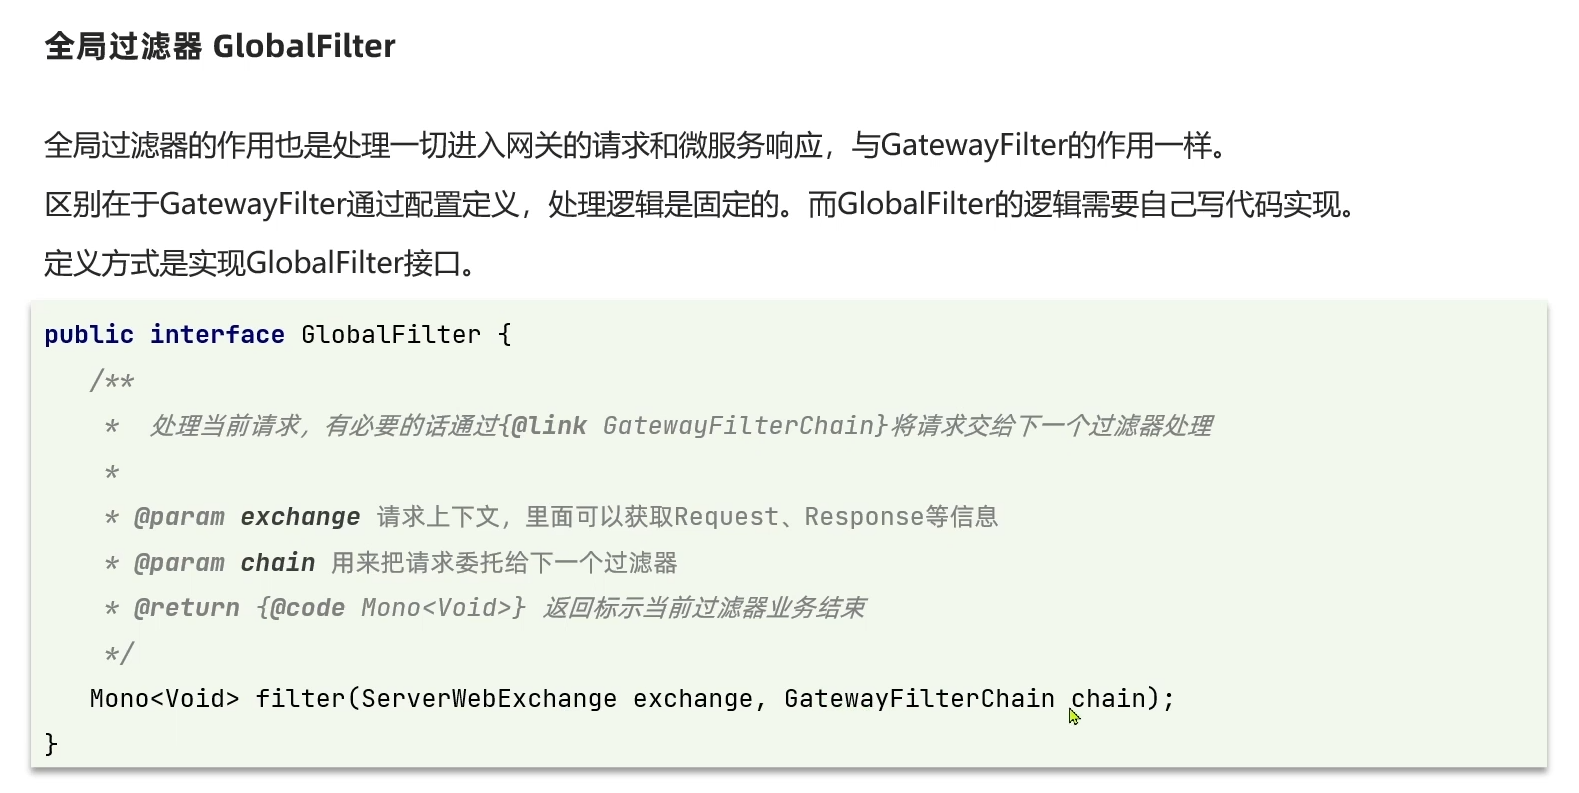 全局过滤器 GlobalFilter
全局过滤器的作用也是处理一切进入网关的请求和微服务响应，与GatewayFilter的作用一样。
区别在于GatewayFilter通过配置定义，处理逻辑是固定的。而GlobalFilter的逻辑需要自己写代码实现。
定义方式是实现GlobalFilter接口。
public interface GlobalFilter {
/**
* 处理当前请求，有必要的话通过{@link GatewayFilterChain}将请求交给下一个过滤器处理
*
* @param exchange 请求上下文，里面可以获取Request、Response等信息
* @param chain 用来把请求委托给下一个过滤器
* @return {@code Mono<Void>} 返回标示当前过滤器业务结束
*/
Mono<Void> filter(ServerWebExchange exchange, GatewayFilterChain chain);
}